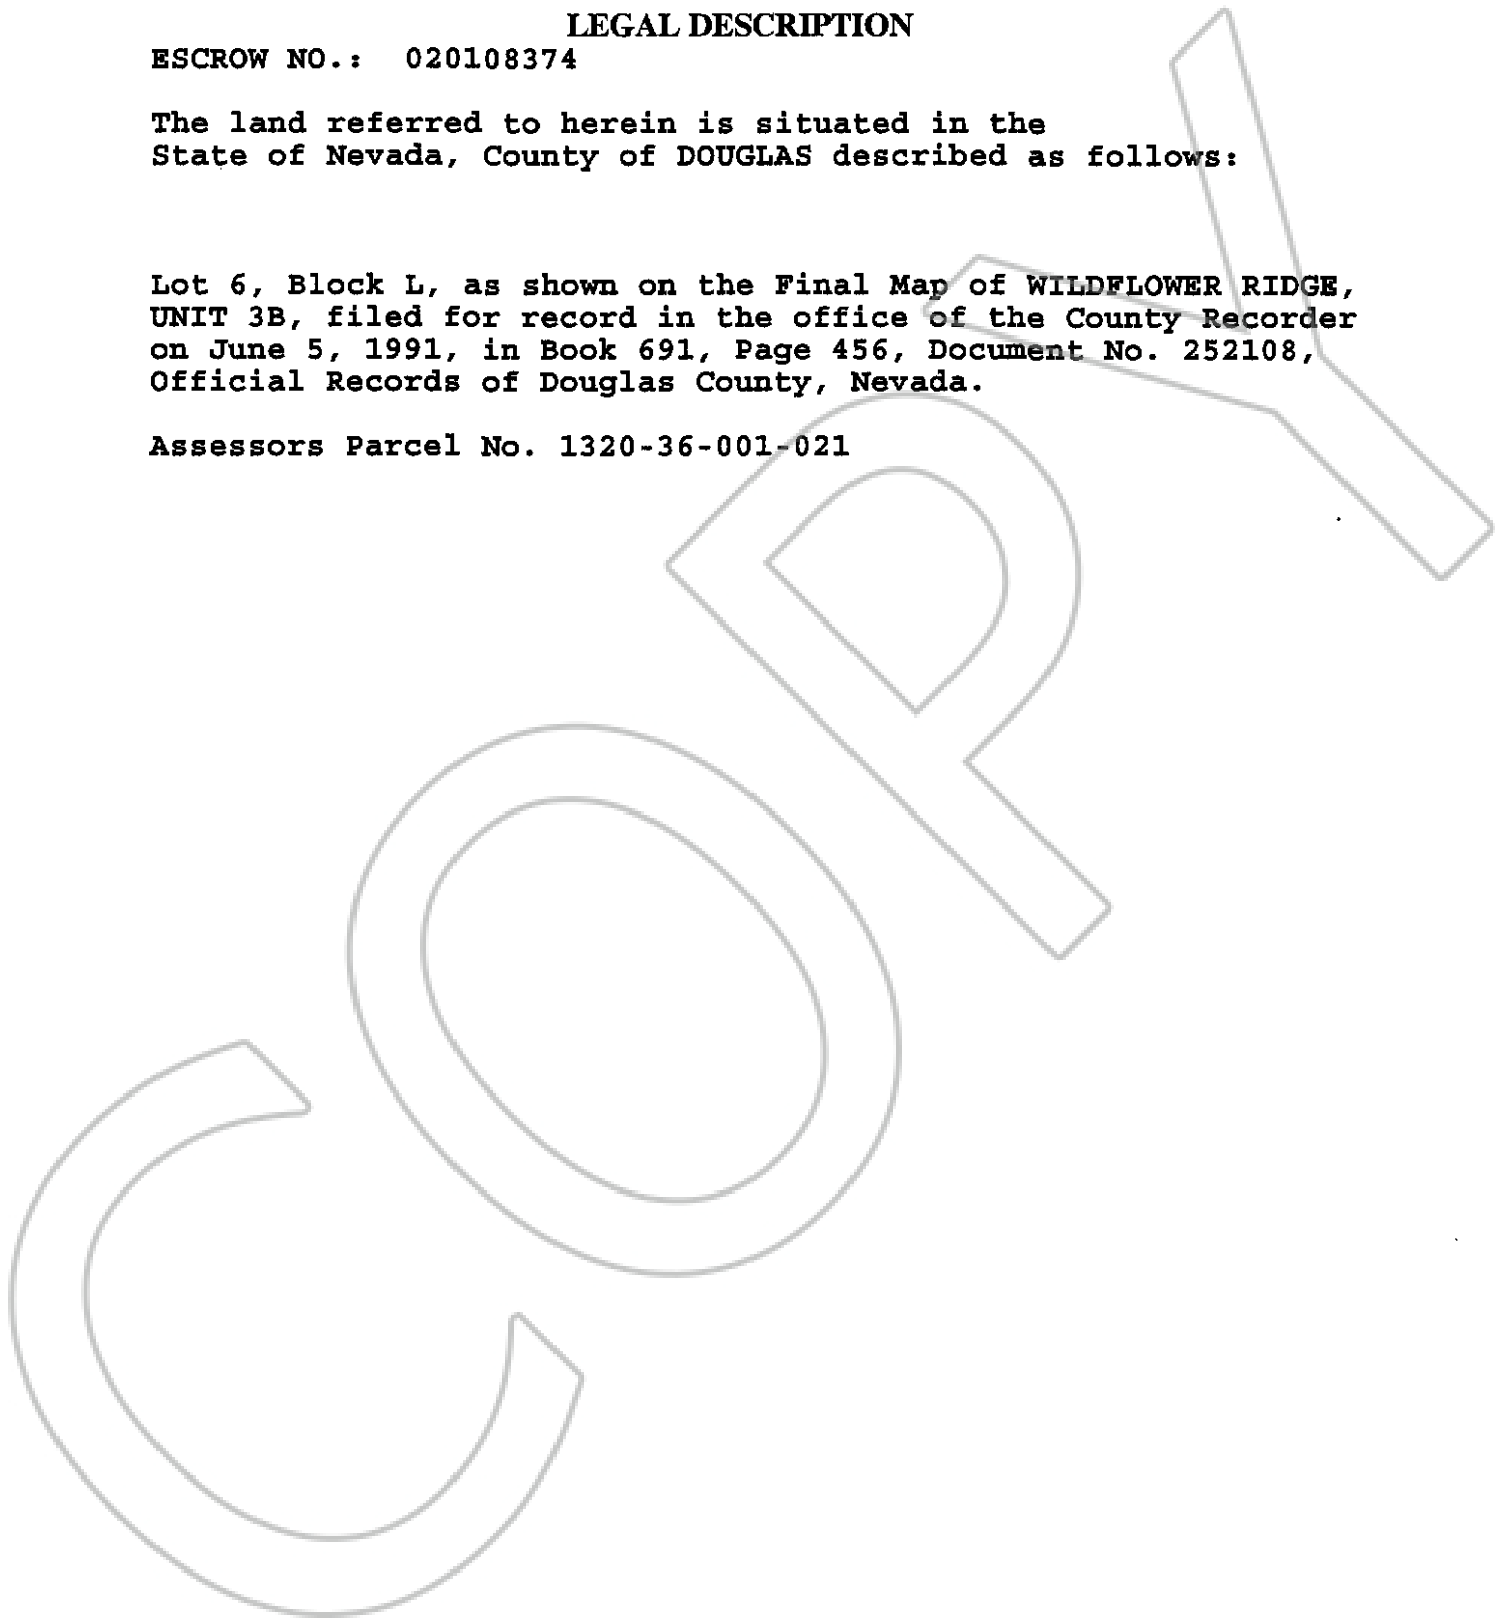 LEGAL DESCRIPTION
ESCROW NO.: 020108374
The land referred to herein is situated in the
State of Nevada, County of DOUGLAS described as follows:
Lot 6, Block L, as shown on the Final Map of WILDFLOWER RIDGE,
UNIT 3B, filed for record in the office of the County Recorder
on June 5, 1991, in Book 691, Page 456, Document No. 252108,
Official Records of Douglas County, Nevada.
Assessors Parcel No. 1320-36-001-021
COPY